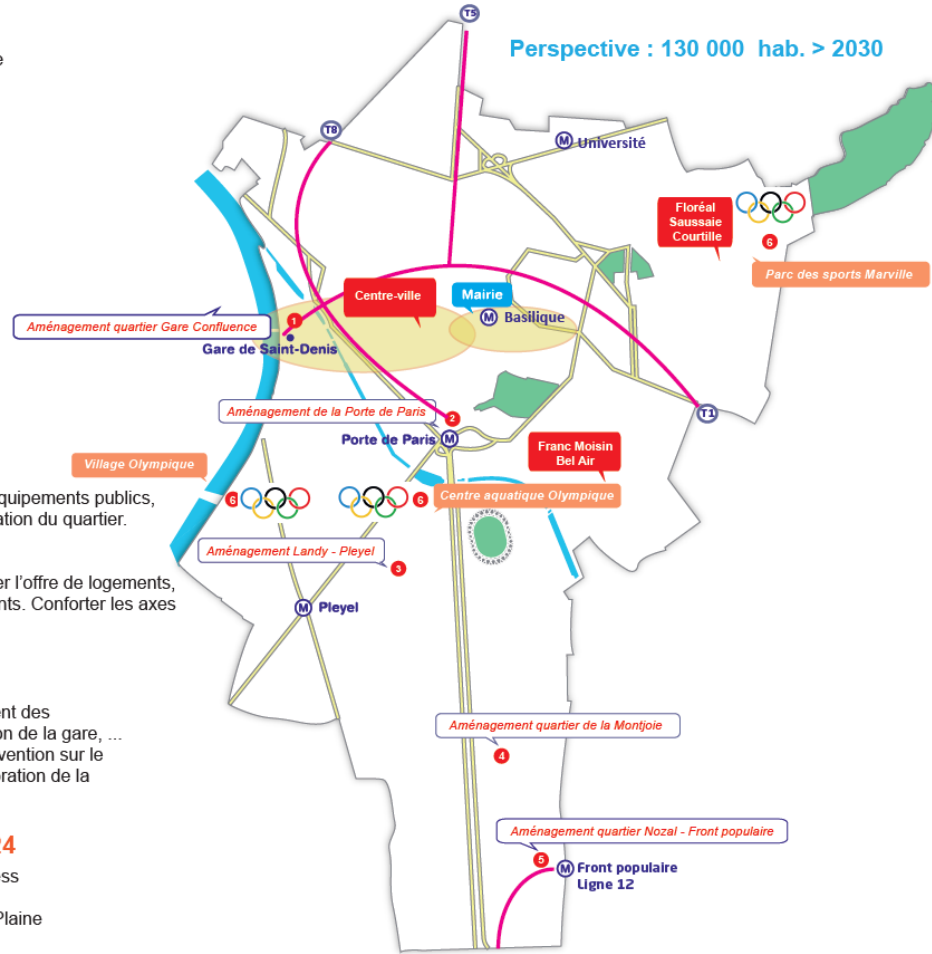 T5
Perspective : 130 000 hab. > 2030
e
T8
M Université
Floréal
Saussaie
Courtille
6
Parc des sports Marville
Centre-ville
Mairie
M Basilique
1
Aménagement quartier Gare Confluence
Gare de Saint-Denis
T1
Aménagement de la Porte de Paris
2
Porte de Paris M
Franc Moisin
Bel Air
Village Olympique
6
6
Centre aquatique Olympique
quipements publics,
ation du quartier.
Aménagement Landy - Pleyel
3
er l'offre de logements,
nts. Conforter les axes
M Pleyel
ent des
on de la gare, ...
vention sur le
oration de la
Aménagement quartier de la Montjoie
4
24
Aménagement quartier Nozal - Front populaire
5
M Front populaire
Ligne 12
ess
Plaine